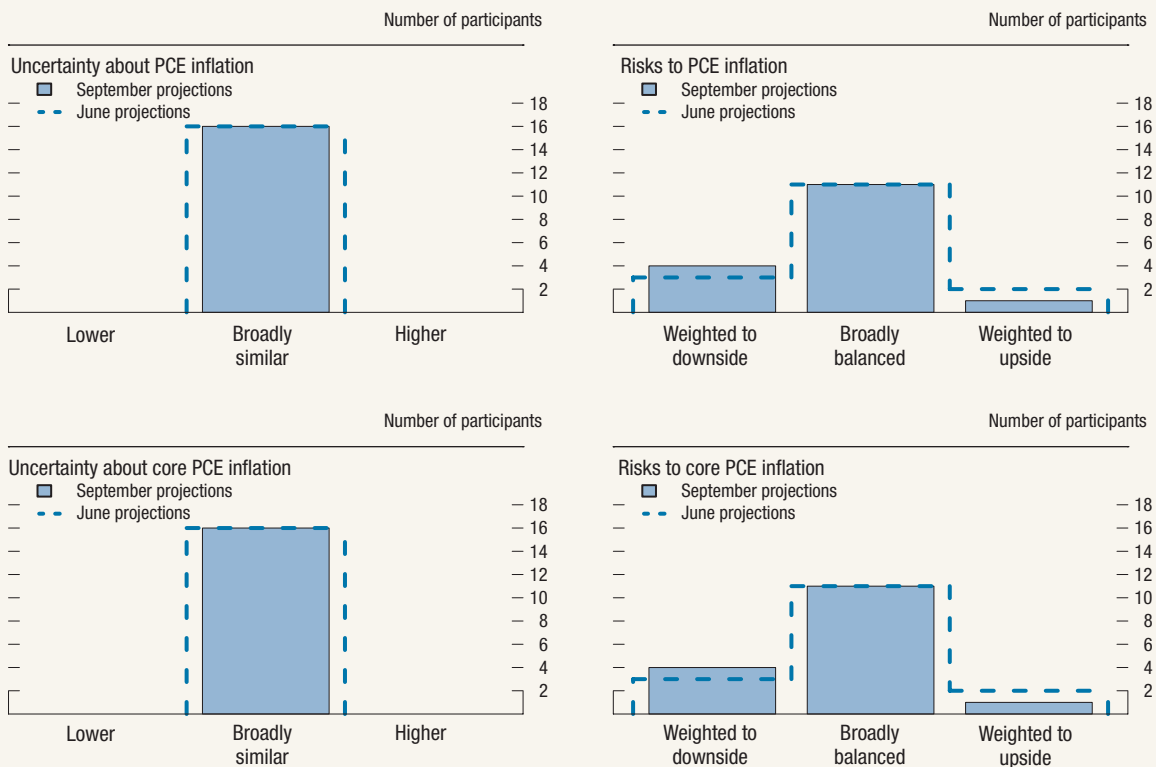 Number of participants
Uncertainty about PCE inflation
September projections
June projections
18
16
14
12
10
8
6
4
2
Lower
Broadly
similar
Higher
Number of participants
Risks to PCE inflation
September projections
June projections
18
16
14
12
10
8
6
4
2
Weighted to
downside
Broadly
balanced
Weighted to
upside
Number of participants
Uncertainty about core PCE inflation
September projections
June projections
18
16
14
12
10
8
6
4
2
Lower
Broadly
similar
Higher
Number of participants
Risks to core PCE inflation
September projections
June projections
18
16
14
12
10
8
6
4
2
Weighted to
downside
Broadly
balanced
Weighted to
upside